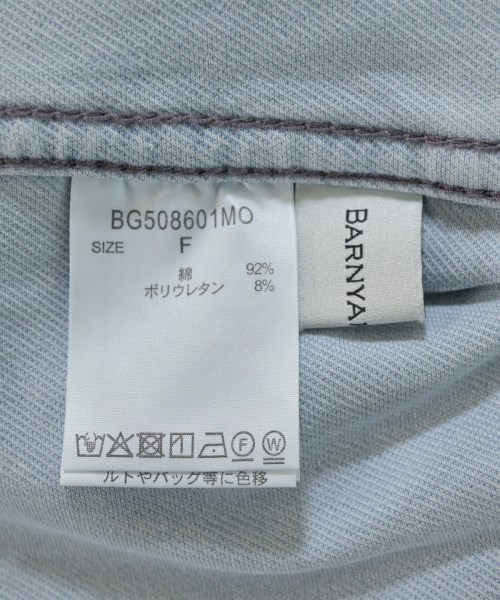 BG508601MO
SIZE F
綿 92%
ポリウレタン 8%
F W
ルトやバッグ等に色移
BARNYA